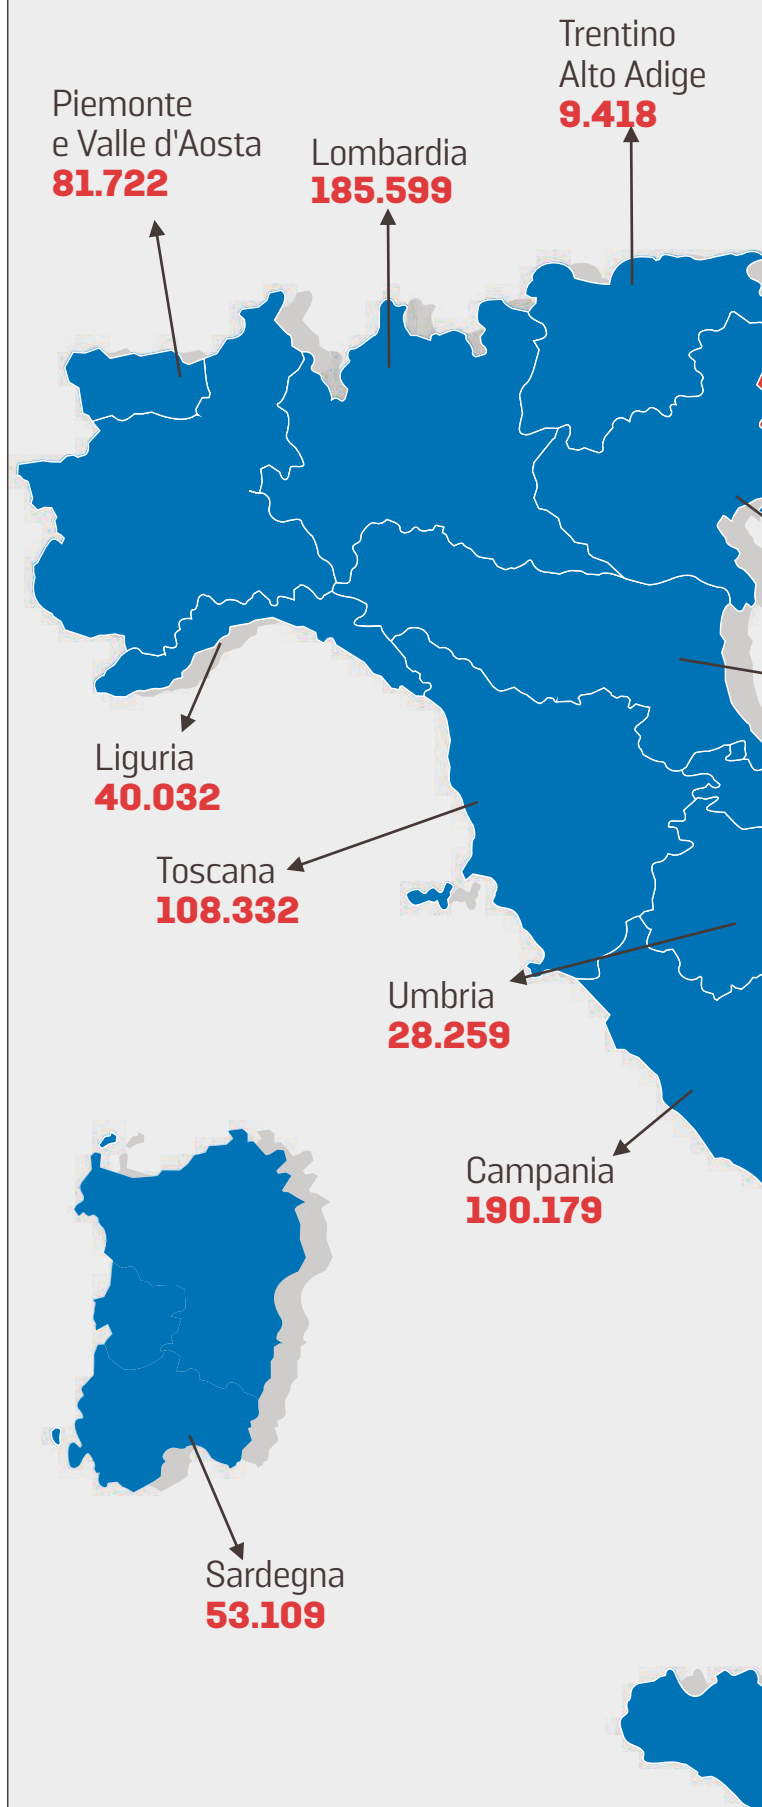 Trentino
Alto Adige
9.418
Piemonte
e Valle d'Aosta
81.722
Lombardia
185.599
Liguria
40.032
Toscana
108.332
Umbria
28.259
Campania
190.179
Sardegna
53.109